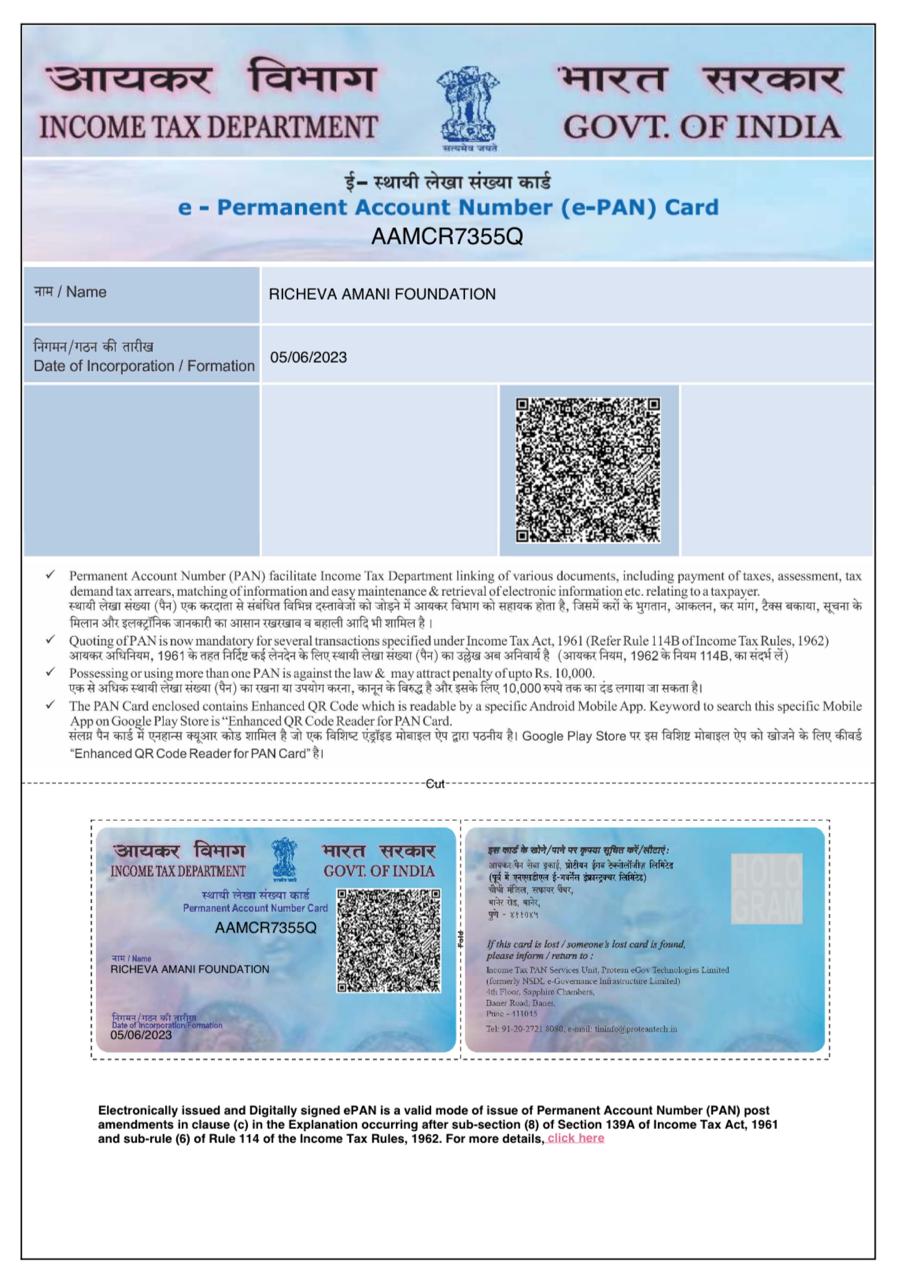 आयकर विभाग
INCOME TAX DEPARTMENT
सत्यमेव जयते
भारत सरकार
GOVT. OF INDIA
ई- स्थायी लेखा संख्या कार्ड
e - Permanent Account Number (e-PAN) Card
AAMCR7355Q
नाम / Name
RICHEVA AMANI FOUNDATION
निगमन/गठन की तारीख
Date of Incorporation / Formation
05/06/2023
✓ Permanent Account Number (PAN) facilitate Income Tax Department linking of various documents, including payment of taxes, assessment, tax
demand tax arrears, matching of information and easy maintenance & retrieval of electronic information etc. relating to a taxpayer.
स्थायी लेखा संख्या (पैन) एक करदाता से संबंधित विभिन्न दस्तावेजों को जोड़ने में आयकर विभाग को सहायक होता है, जिसमें करों के भुगतान, आकलन, कर मांग, टैक्स बकाया, सूचना के
मिलान और इलक्ट्रॉनिक जानकारी का आसान रखरखाव व बहाली आदि भी शामिल है ।
✓ Quoting of PAN is now mandatory for several transactions specified under Income Tax Act, 1961 (Refer Rule 114B of Income Tax Rules, 1962)
आयकर अधिनियम, 1961 के तहत निर्दिष्ट कई लेनदेन के लिए स्थायी लेखा संख्या (पैन) का उल्लेख अब अनिवार्य है (आयकर नियम, 1962 के नियम 114B, का संदर्भ लें)
✓ Possessing or using more than one PAN is against the law & may attract penalty of upto Rs. 10,000.
एक से अधिक स्थायी लेखा संख्या (पैन) का रखना या उपयोग करना, कानून के विरुद्ध है और इसके लिए 10,000 रुपये तक का दंड लगाया जा सकता है।
✓ The PAN Card enclosed contains Enhanced QR Code which is readable by a specific Android Mobile App. Keyword to search this specific Mobile
App on Google Play Store is "Enhanced QR Code Reader for PAN Card.
संलग्न पैन कार्ड में एनहान्स क्यूआर कोड शामिल है जो एक विशिष्ट एंड्रॉइड मोबाइल ऐप द्वारा पठनीय है। Google Play Store पर इस विशिष्ट मोबाइल ऐप को खोजने के लिए कीवर्ड
"Enhanced QR Code Reader for PAN Card" है।
Cut
आयकर विभाग
INCOME TAX DEPARTMENT
भारत सरकार
GOVT. OF INDIA
स्थायी लेखा संख्या कार्ड
Permanent Account Number Card
AAMCR7355Q
नाम / Name
RICHEVA AMANI FOUNDATION
निगमन/गठन की तारीख
Date of Incorporation/Formation
05/06/2023
Fold
इस कार्ड के खोने/पाने पर कृपया सूचित करें/लौटाएं:
आयकर पैन सेवा इकाई, प्रोटीयन ईगव टेक्नोलॉजीज़ लिमिटेड
(पूर्व में एनएसडीएल ई-गवर्नेंस इंफ्रास्ट्रक्चर लिमिटेड)
चौथी मंजिल, सफायर चैंबर,
बानेर रोड, बानेर,
पुणे - ४११०४५
HOLO
GRAM
If this card is lost / someone's lost card is found,
please inform / return to :
Income Tax PAN Services Unit, Protean eGov Technologies Limited
(formerly NSDL e-Governance Infrastructure Limited)
4th Floor, Sapphire Chambers,
Baner Road, Baner,
Pune - 411045
Tel: 91-20-2721 8080, e-mail: tininfo@proteantech.in
Electronically issued and Digitally signed ePAN is a valid mode of issue of Permanent Account Number (PAN) post
amendments in clause (c) in the Explanation occurring after sub-section (8) of Section 139A of Income Tax Act, 1961
and sub-rule (6) of Rule 114 of the Income Tax Rules, 1962. For more details, click here